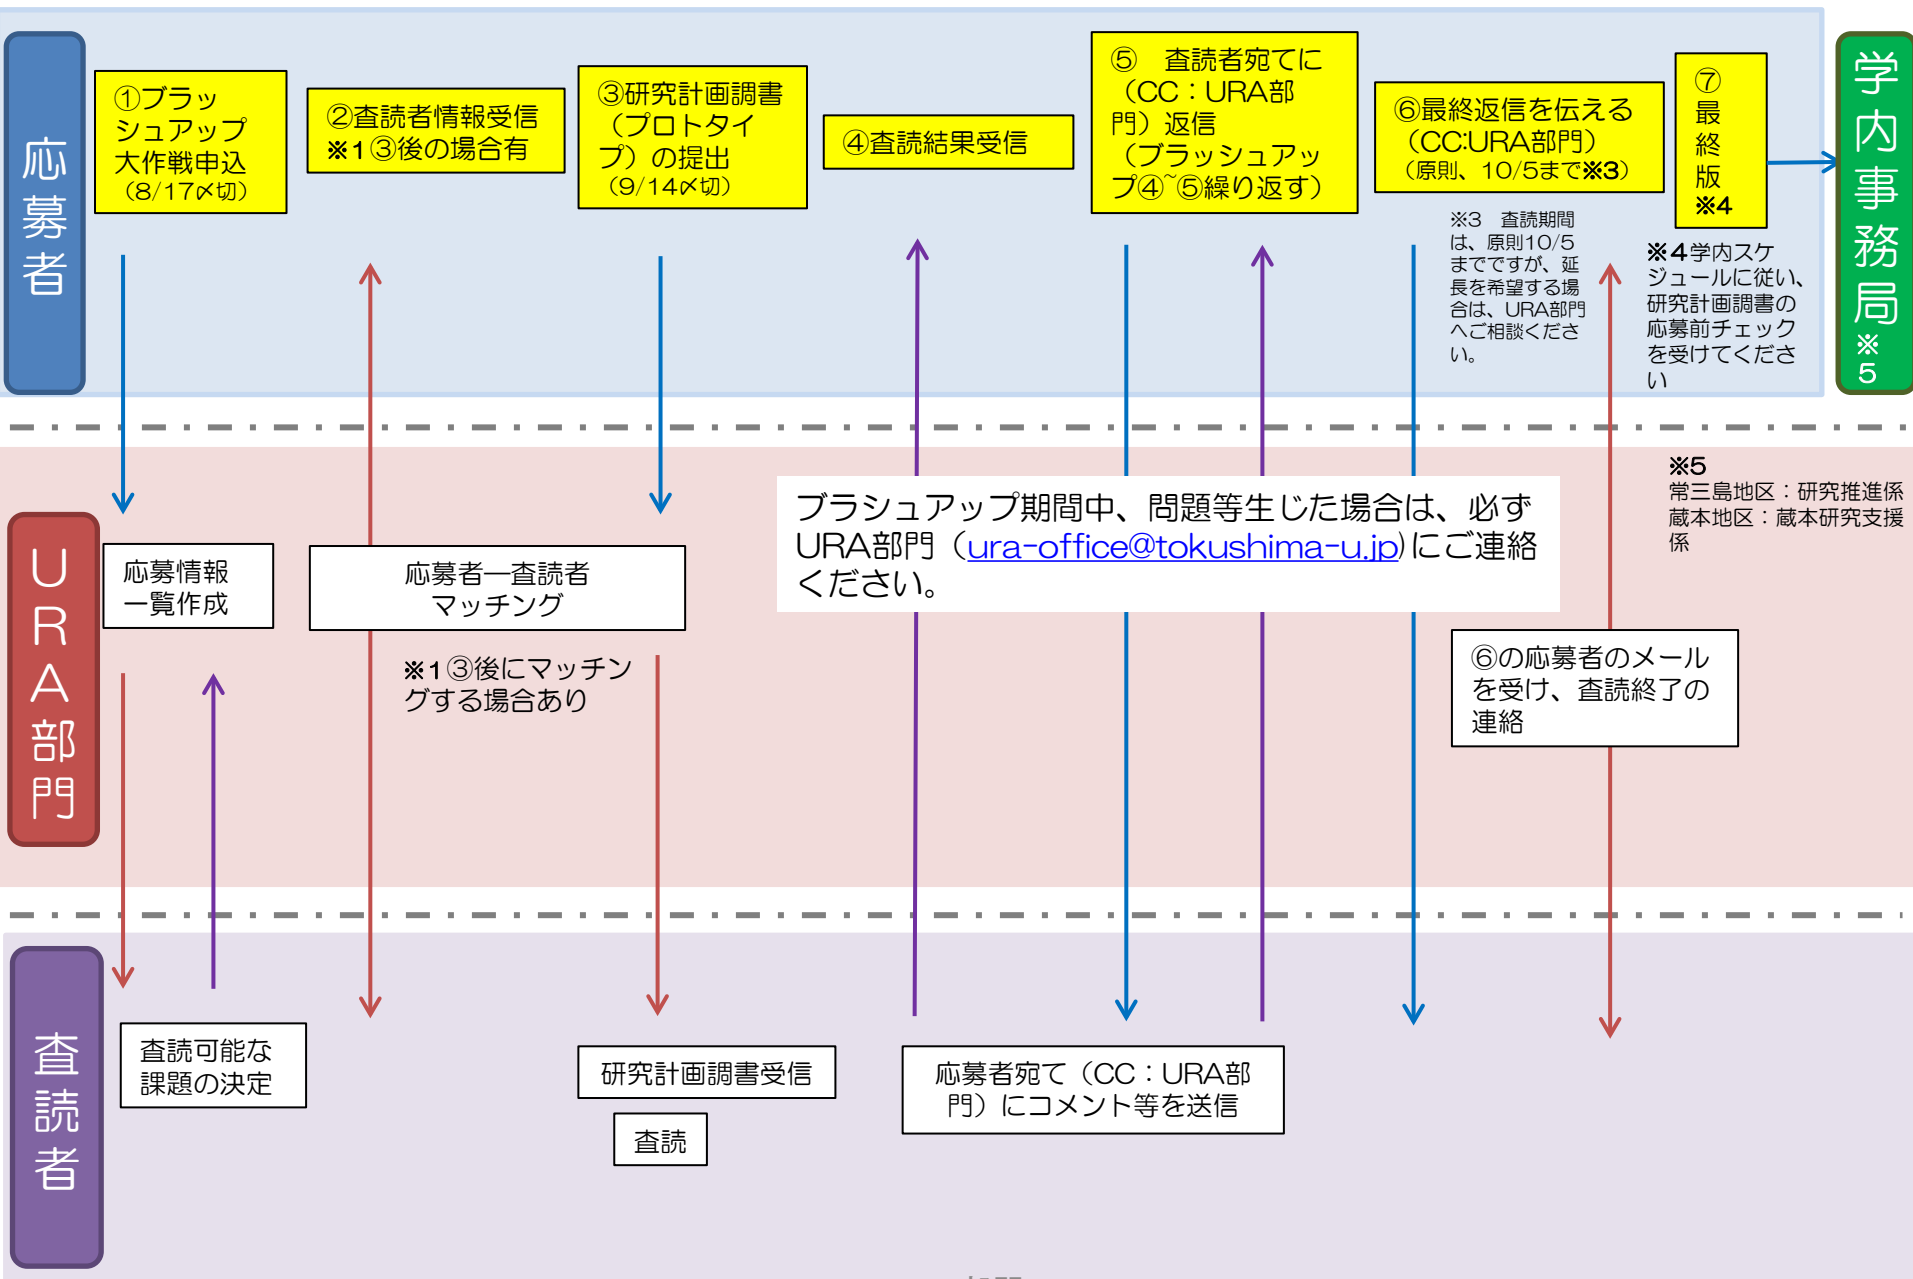 応募者
①ブラッ
シュアップ
大作戦申込
（8/17〆切）
②査読者情報受信
※1③後の場合有
③研究計画調書
（プロトタイ
プ）の提出
（9/14〆切）
④査読結果受信
⑤　査読者宛てに
（CC：URA部
門）返信
（ブラッシュアッ
プ④~⑤繰り返す）
⑥最終返信を伝える
（CC:URA部門）
（原則、10/5まで※3）
※3　査読期間
は、原則10/5
までですが、延
長を希望する場
合は、URA部門
へご相談くださ
い。
⑦
最
終
版
※4
※4学内スケ
ジュールに従い、
研究計画調書の
応募前チェック
を受けてくださ
い
学内事務局
※
5
URA部門
応募情報
一覧作成
応募者―査読者
マッチング
※1③後にマッチン
グする場合あり
ブラシュアップ期間中、問題等生じた場合は、必ず
URA部門（ura-office@tokushima-u.jp)にご連絡
ください。
※5
常三島地区：研究推進係
蔵本地区：蔵本研究支援
係
⑥の応募者のメール
を受け、査読終了の
連絡
査読者
査読可能な
課題の決定
研究計画調書受信
査読
応募者宛て（CC：URA部
門）にコメント等を送信